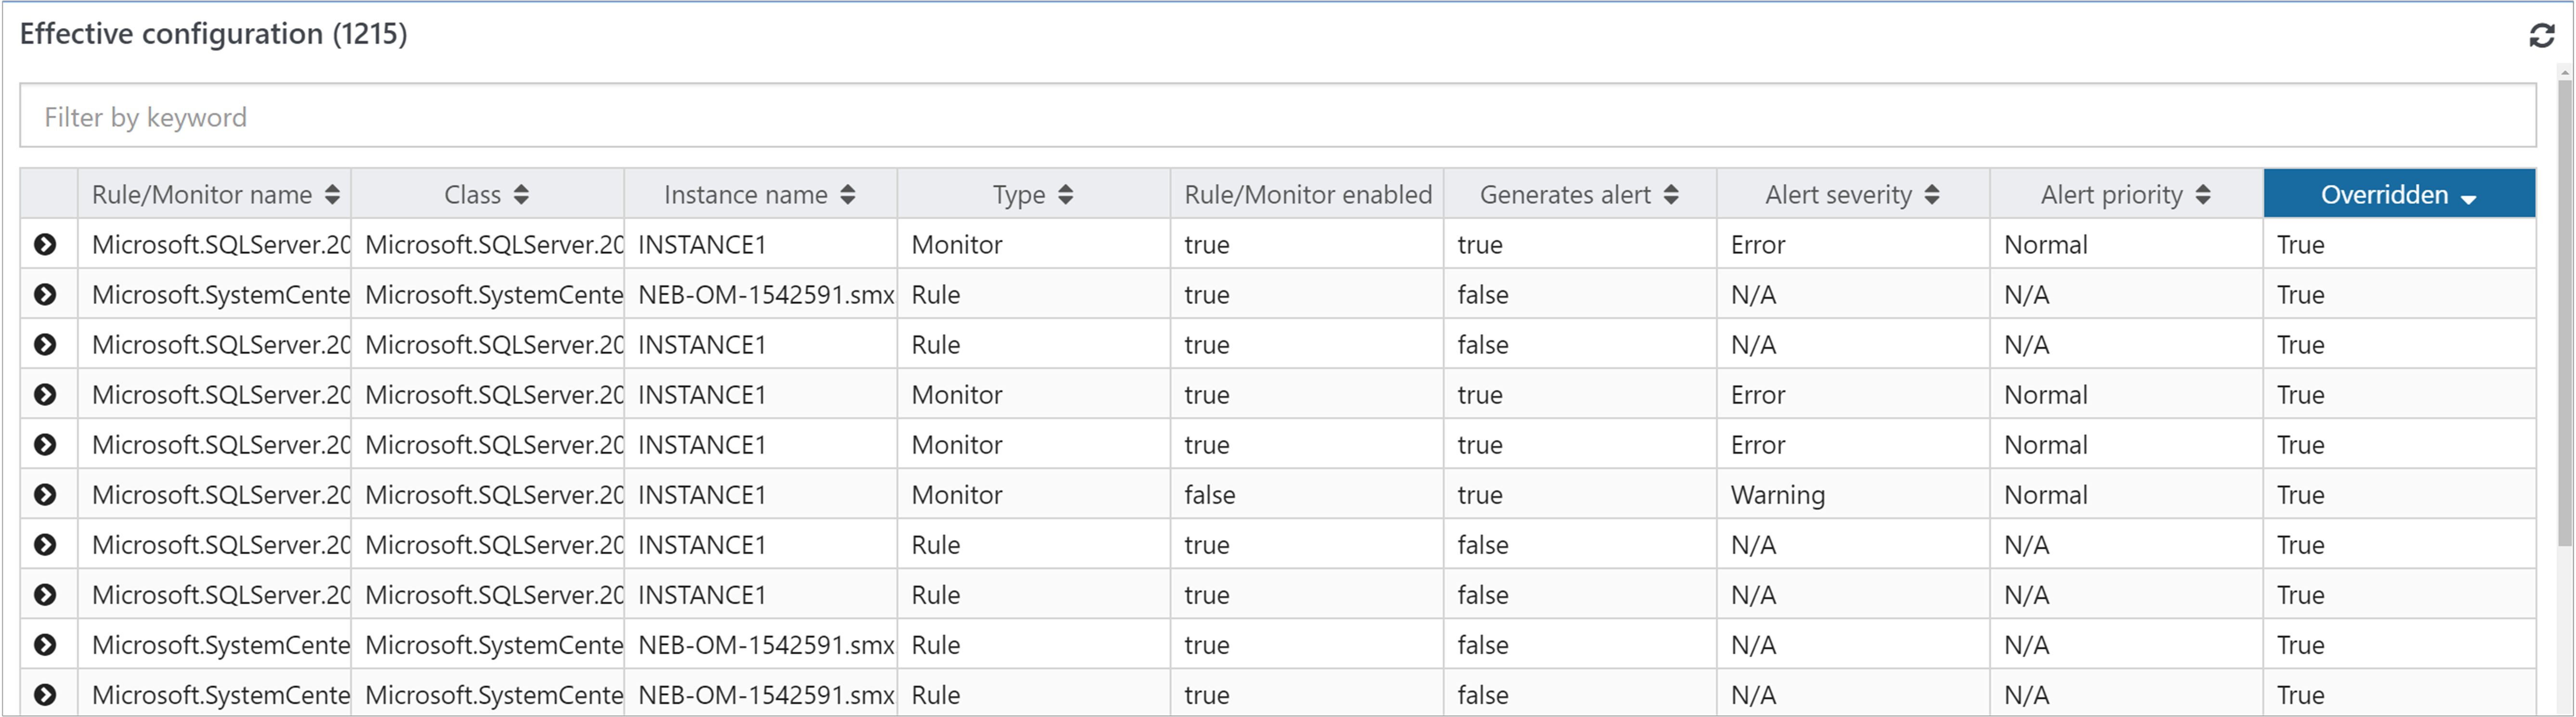 Effective configuration (1215)
Filter by keyword
Rule/Monitor name Class Instance name Type Rule/Monitor enabled Generates alert Alert severity Alert priority Overridden
Microsoft.SQLServer.20 Microsoft.SQLServer.20 INSTANCE1 Monitor true true Error Normal True
Microsoft.SystemCente Microsoft.SystemCente NEB-OM-1542591.smx Rule true false N/A N/A True
Microsoft.SQLServer.20 Microsoft.SQLServer.20 INSTANCE1 Rule true false N/A N/A True
Microsoft.SQLServer.20 Microsoft.SQLServer.20 INSTANCE1 Monitor true true Error Normal True
Microsoft.SQLServer.20 Microsoft.SQLServer.20 INSTANCE1 Monitor true true Error Normal True
Microsoft.SQLServer.20 Microsoft.SQLServer.20 INSTANCE1 Monitor false true Warning Normal True
Microsoft.SQLServer.20 Microsoft.SQLServer.20 INSTANCE1 Rule true false N/A N/A True
Microsoft.SQLServer.20 Microsoft.SQLServer.20 INSTANCE1 Rule true false N/A N/A True
Microsoft.SystemCente Microsoft.SystemCente NEB-OM-1542591.smx Rule true false N/A N/A True
Microsoft.SystemCente Microsoft.SystemCente NEB-OM-1542591.smx Rule true false N/A N/A True